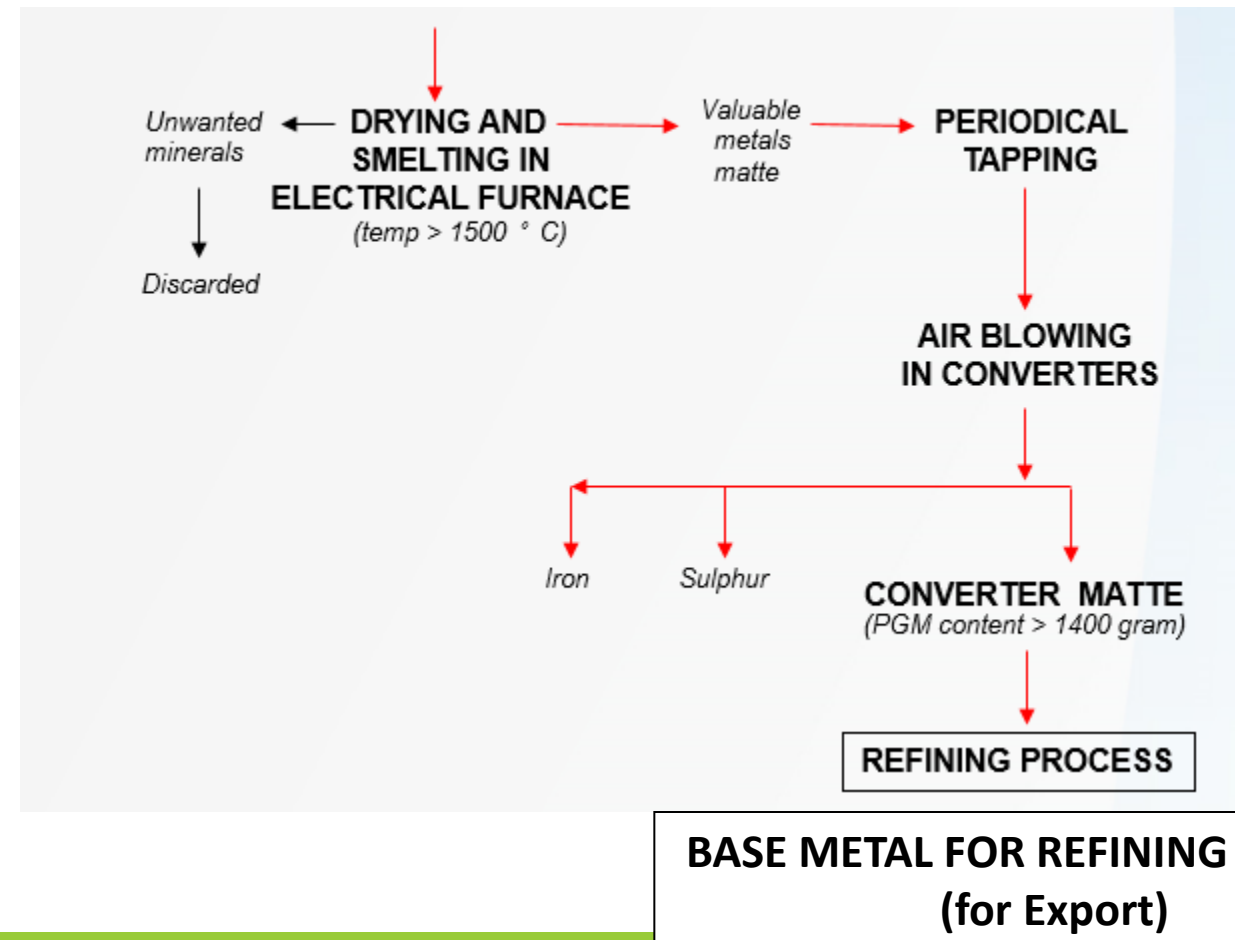 Unwanted
minerals
DRYING AND
SMELTING IN
ELECTRICAL FURNACE
(temp > 1500 ° C)
Valuable
metals
matte
PERIODICAL
TAPPING
Discarded
AIR BLOWING
IN CONVERTERS
Iron
Sulphur
CONVERTER MATTE
(PGM content > 1400 gram)
REFINING PROCESS
BASE METAL FOR REFINING
(for Export)